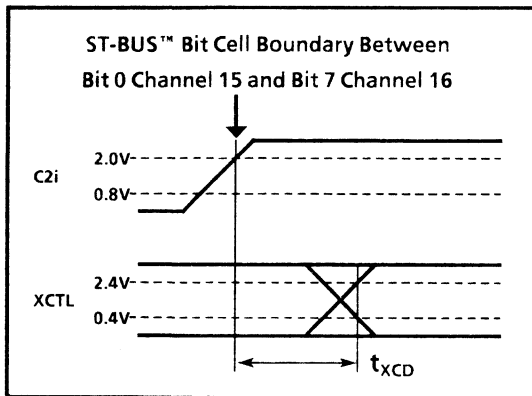 ST-BUS™ Bit Cell Boundary Between
Bit 0 Channel 15 and Bit 7 Channel 16
2.0V
C2i
0.8V
2.4V
XCTL
0.4V
tXCD